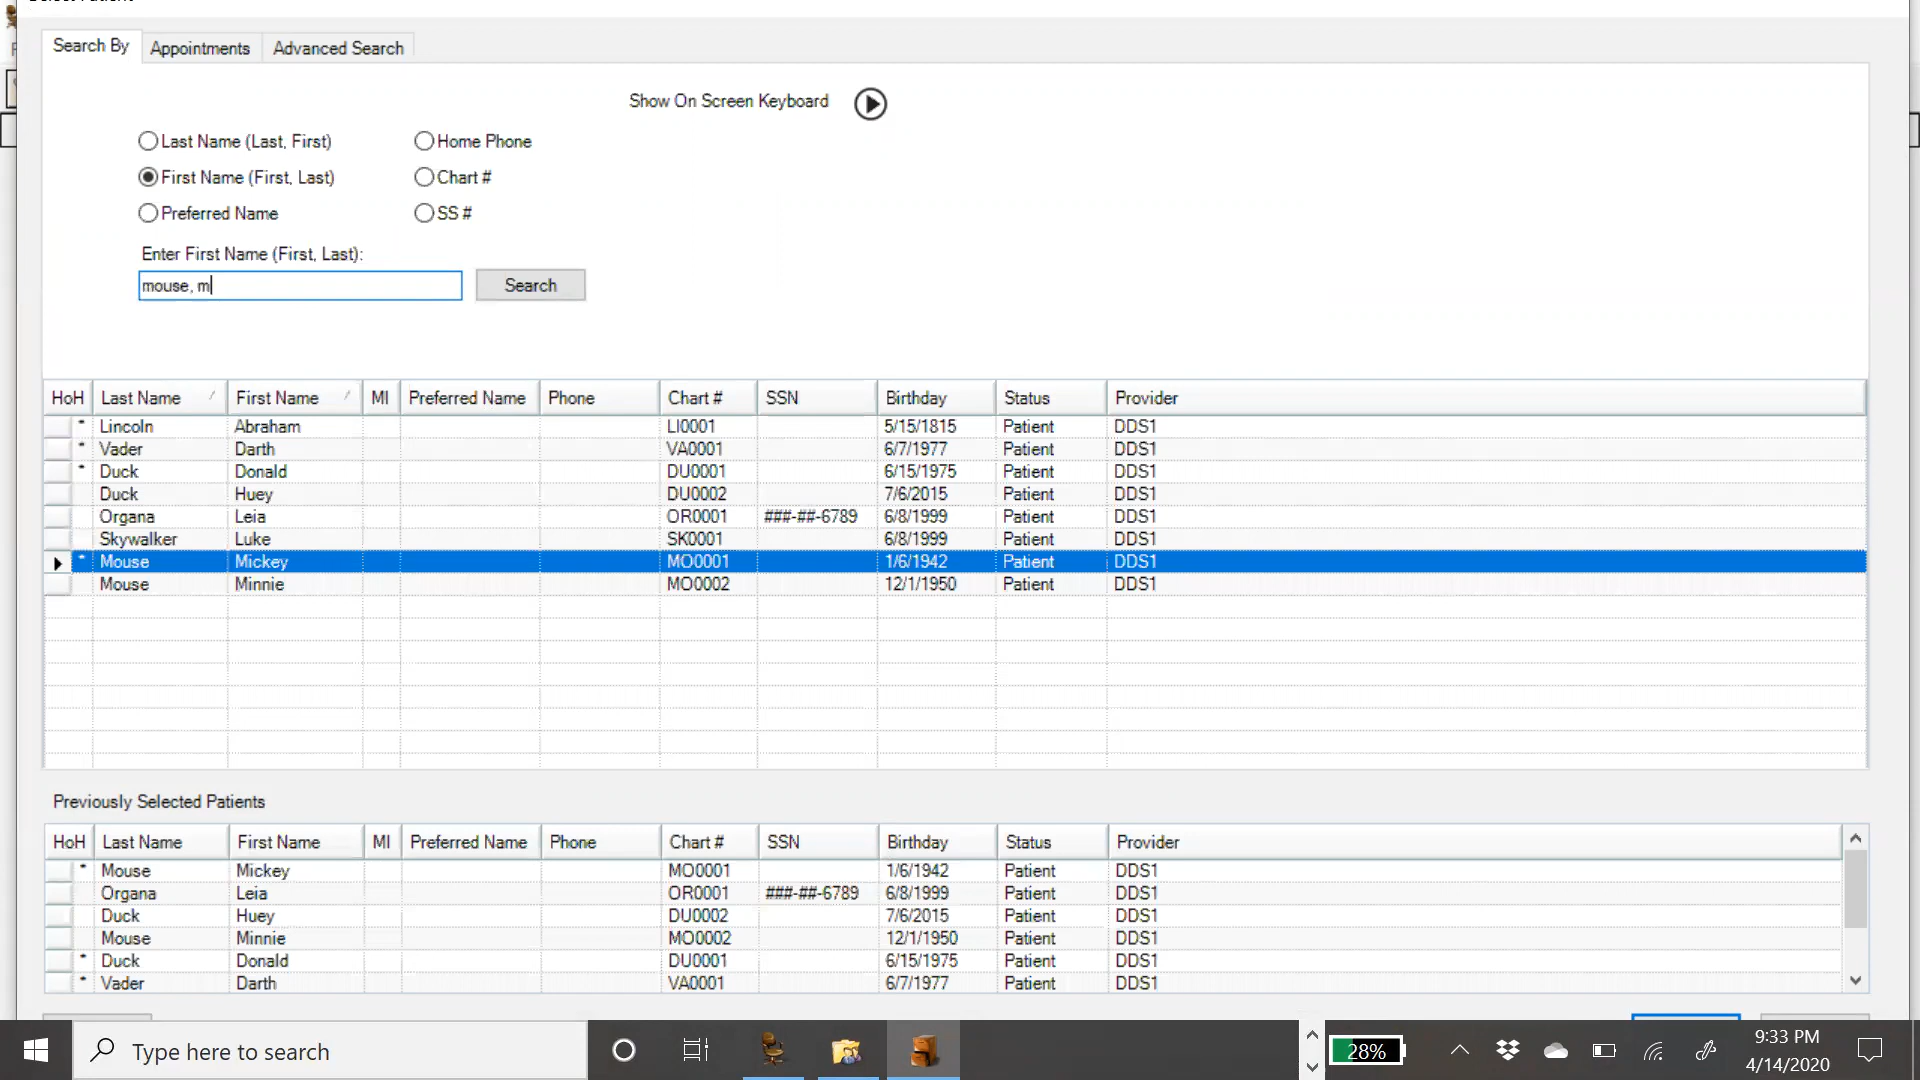 Select Patient
Search By Appointments Advanced Search
Show On Screen Keyboard
Last Name (Last, First) Home Phone
First Name (First, Last) Chart #
Preferred Name SS #
Enter First Name (First, Last):
mouse, m Search
HoH Last Name First Name MI Preferred Name Phone Chart # SSN Birthday Status Provider
* Lincoln Abraham LI0001 5/15/1815 Patient DDS1
* Vader Darth VA0001 6/7/1977 Patient DDS1
* Duck Donald DU0001 6/15/1975 Patient DDS1
Duck Huey DU0002 7/6/2015 Patient DDS1
Organa Leia OR0001 ###-##-6789 6/8/1999 Patient DDS1
Skywalker Luke SK0001 6/8/1999 Patient DDS1
* Mouse Mickey MO0001 1/6/1942 Patient DDS1
Mouse Minnie MO0002 12/1/1950 Patient DDS1
Previously Selected Patients
HoH Last Name First Name MI Preferred Name Phone Chart # SSN Birthday Status Provider
* Mouse Mickey MO0001 1/6/1942 Patient DDS1
Organa Leia OR0001 ###-##-6789 6/8/1999 Patient DDS1
Duck Huey DU0002 7/6/2015 Patient DDS1
Mouse Minnie MO0002 12/1/1950 Patient DDS1
* Duck Donald DU0001 6/15/1975 Patient DDS1
* Vader Darth VA0001 6/7/1977 Patient DDS1
Type here to search 28% 9:33 PM
4/14/2020